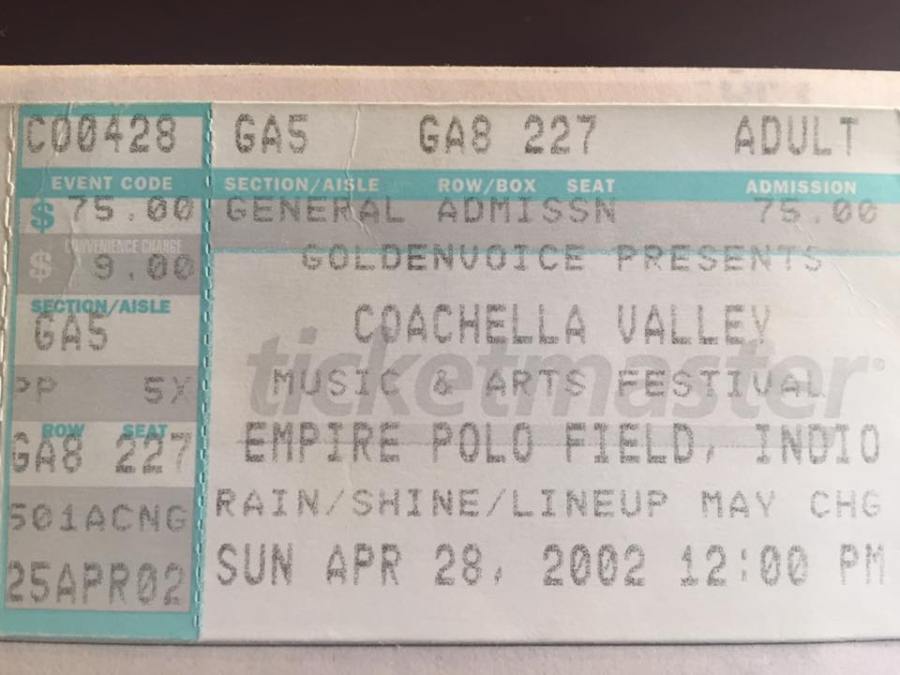 C00428 GA5 GA8 227 ADULT
EVENT CODE SECTION/AISLE ROW/BOX SEAT ADMISSION
$ 75.00 GENERAL ADMISSN 75.00
CONVENIENCE CHARGE
$ 9.00 GOLDENVOICE PRESENTS
SECTION/AISLE
GA5 COACHELLA VALLEY
ticketmaster®
PP 5X MUSIC & ARTS FESTIVAL
ROW SEAT
GA8 227 EMPIRE POLO FIELD, INDIO
501ACNG RAIN/SHINE/LINEUP MAY CHG
25APR02 SUN APR 28, 2002 12:00 PM